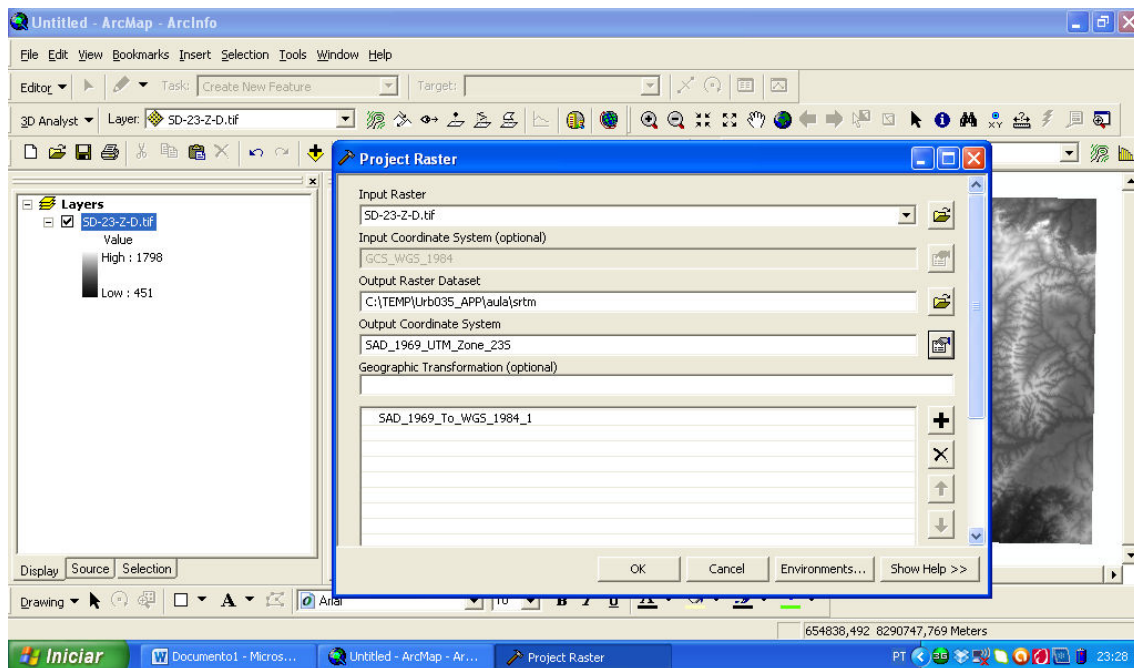 Untitled - ArcMap - ArcInfo
File Edit View Bookmarks Insert Selection Tools Window Help
Editor Task: Create New Feature Target:
3D Analyst Layer: SD-23-Z-D.tif
Layers
SD-23-Z-D.tif
Value
High : 1798
Low : 451
Display Source Selection
Project Raster
Input Raster
SD-23-Z-D.tif
Input Coordinate System (optional)
GCS_WGS_1984
Output Raster Dataset
C:\TEMP\Urb035_APP\aula\srtm
Output Coordinate System
SAD_1969_UTM_Zone_23S
Geographic Transformation (optional)
SAD_1969_To_WGS_1984_1
OK Cancel Environments... Show Help >>
Drawing A Arial 10 B I U A
654838,492 8290747,769 Meters
Iniciar Documento1 - Micros... Untitled - ArcMap - Ar... Project Raster PT 23:28